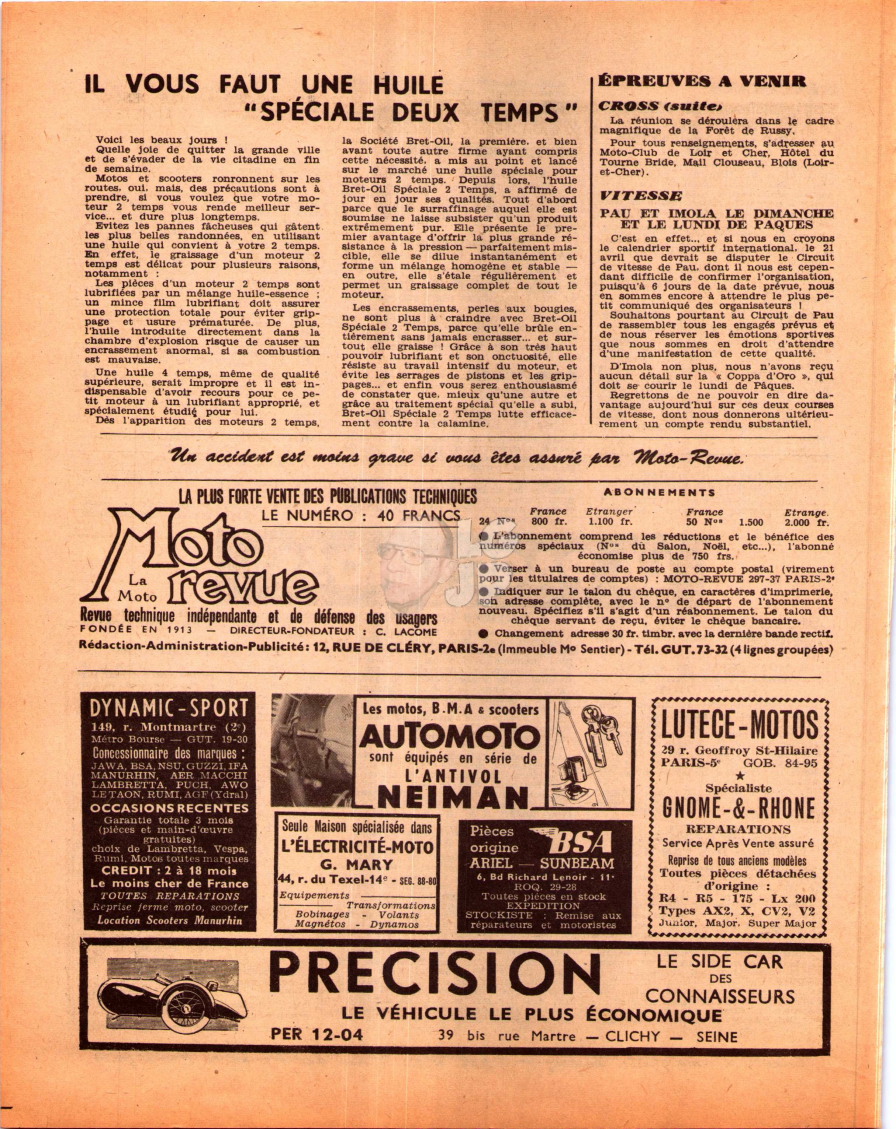 IL VOUS FAUT UNE HUILE
"SPÉCIALE DEUX TEMPS"
Voici les beaux jours !
Quelle joie de quitter la grande ville
et de s'évader de la vie citadine en fin
de semaine.
Motos et scooters ronronnent sur les
routes. oui. mais, des précautions sont à
prendre, si vous voulez que votre mo-
teur 2 temps vous rende meilleur ser-
vice... et dure plus longtemps.
Evitez les pannes fâcheuses qui gâtent
les plus belles randonnées, en utilisant
une huile qui convient à votre 2 temps.
En effet, le graissage d'un moteur 2
temps est délicat pour plusieurs raisons,
notamment :
Les pièces d'un moteur 2 temps sont
lubrifiées par un mélange huile-essence ;
un mince film lubrifiant doit assurer
une protection totale pour éviter grip-
page et usure prématurée. De plus,
l'huile introduite directement dans la
chambre d'explosion risque de causer un
encrassement anormal, si sa combustion
est mauvaise.
Une huile 4 temps, même de qualité
supérieure, serait impropre et il est in-
dispensable d'avoir recours pour ce pe-
tit moteur à un lubrifiant approprié, et
spécialement étudié pour lui.
Dès l'apparition des moteurs 2 temps,
la Société Bret-Oil, la première. et bien
avant toute autre firme ayant compris
cette nécessité. a mis au point et lancé
sur le marché une huile spéciale pour
moteurs 2 temps. Depuis lors, l'huile
Bret-Oil Spéciale 2 Temps, a affirmé de
jour en jour ses qualités. Tout d'abord
parce que le surraffinage auquel elle est
soumise ne laisse subsister qu'un produit
extrêmement pur. Elle présente le pre-
mier avantage d'offrir la plus grande ré-
sistance à la pression — parfaitement mis-
cible, elle se dilue instantanément et
forme un mélange homogène et stable —
en outre, elle s'étale régulièrement et
permet un graissage complet de tout le
moteur.
Les encrassements, perles aux bougies,
ne sont plus à craindre avec Bret-Oil
Spéciale 2 Temps, parce qu'elle brûle en-
tièrement sans jamais encrasser... et sur-
tout elle graisse ! Grâce à son très haut
pouvoir lubrifiant et son onctuosité, elle
résiste au travail intensif du moteur, et
évite les serrages de pistons et les grip-
pages... et enfin vous serez enthousiasmé
de constater que. mieux qu'une autre et
grâce au traitement spécial qu'elle a subi,
Bret-Oil Spéciale 2 Temps lutte efficace-
ment contre la calamine.
ÉPREUVES A VENIR
CROSS (suite)
La réunion se déroulera dans le cadre
magnifique de la Forêt de Russy.
Pour tous renseignements, s'adresser au
Moto-Club de Loir et Cher, Hôtel du
Tourne Bride, Mail Clouseau, Blois (Loir-
et-Cher).
VITESSE
PAU ET IMOLA LE DIMANCHE
ET LE LUNDI DE PAQUES
C'est en effet... et si nous en croyons
le calendrier sportif international. le 21
avril que devrait se disputer le Circuit
de vitesse de Pau. dont il nous est cepen-
dant difficile de confirmer l'organisation,
puisqu'à 6 jours de la date prévue, nous
en sommes encore à attendre le plus pe-
tit communiqué des organisateurs !
Souhaitons pourtant au Circuit de Pau
de rassembler tous les engagés prévus et
de nous réserver les émotions sportives
que nous sommes en droit d'attendre
d'une manifestation de cette qualité.
D'Imola non plus, nous n'avons reçu
aucun détail sur la « Coppa d'Oro », qui
doit se courir le lundi de Pâques.
Regrettons de ne pouvoir en dire da-
vantage aujourd'hui sur ces deux courses
de vitesse, dont nous donnerons ultérieu-
rement un compte rendu substantiel.
Un accident est moins grave si vous êtes assuré par Moto-Revue.
LA PLUS FORTE VENTE DES PUBLICATIONS TECHNIQUES
LE NUMÉRO : 40 FRANCS
La Moto
Moto revue
Revue technique indépendante et de défense des usagers
FONDÉE EN 1913 — DIRECTEUR-FONDATEUR : C. LACOME
ABONNEMENTS
France Etranger France Etrange.
24 Nos 800 fr. 1.100 fr. 50 Nos 1.500 2.000 fr.
● L'abonnement comprend les réductions et le bénéfice des
numéros spéciaux (Nos du Salon, Noël, etc...), l'abonné
économise plus de 750 frs.
● Verser à un bureau de poste au compte postal (virement
pour les titulaires de comptes) : MOTO-REVUE 297-37 PARIS-2e
● Indiquer sur le talon du chèque, en caractères d'imprimerie,
son adresse complète, avec le n° de départ de l'abonnement
nouveau. Spécifiez s'il s'agit d'un réabonnement. Le talon du
chèque servant de reçu, éviter le chèque bancaire.
● Changement adresse 30 fr. timbr. avec la dernière bande rectif.
Rédaction-Administration-Publicité : 12, RUE DE CLÉRY, PARIS-2e (Immeuble Mo Sentier) - Tél. GUT. 73-32 (4 lignes groupées)
DYNAMIC-SPORT
149, r. Montmartre (2e)
Métro Bourse — GUT. 19-30
Concessionnaire des marques :
JAWA, BSA, NSU, GUZZI, IFA
MANURHIN, AER MACCHI
LAMBRETTA, PUCH, AWO
LE TAON, RUMI, AGF (Ydral)
OCCASIONS RECENTES
Garantie totale 3 mois
(pièces et main-d'œuvre
gratuites)
choix de Lambretta, Vespa,
Rumi, Motos toutes marques
CREDIT : 2 à 18 mois
Le moins cher de France
TOUTES REPARATIONS
Reprise ferme moto, scooter
Location Scooters Manurhin
Les motos, B.M.A & scooters
AUTOMOTO
sont équipés en série de
L'ANTIVOL
NEIMAN
Seule Maison spécialisée dans
L'ÉLECTRICITÉ-MOTO
G. MARY
44, r. du Texel-14e - SEG. 88-80
Equipements
Transformations
Bobinages - Volants
Magnétos - Dynamos
Pièces
origine BSA
ARIEL — SUNBEAM
6, Bd Richard Lenoir - 11e
ROQ. 29-28
Toutes pièces en stock
EXPEDITION
STOCKISTE : Remise aux
réparateurs et motoristes
LUTECE-MOTOS
29 r. Geoffroy St-Hilaire
PARIS-5e GOB. 84-95
★
Spécialiste
GNOME-&-RHONE
REPARATIONS
Service Après Vente assuré
Reprise de tous anciens modèles
Toutes pièces détachées
d'origine :
R4 - R5 - 175 - Lx 200
Types AX2, X, CV2, V2
Junior, Major, Super Major
PRECISION
LE SIDE CAR
DES
CONNAISSEURS
LE VÉHICULE LE PLUS ÉCONOMIQUE
PER 12-04 39 bis rue Martre — CLICHY — SEINE